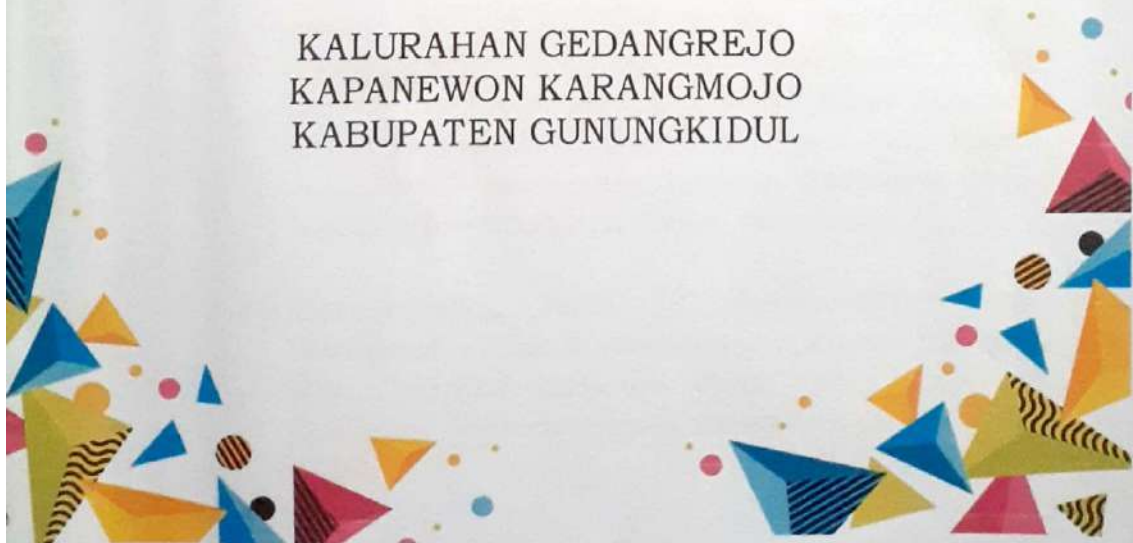 KALURAHAN GEDANGREJO
KAPANEWON KARANGMOJO
KABUPATEN GUNUNGKIDUL